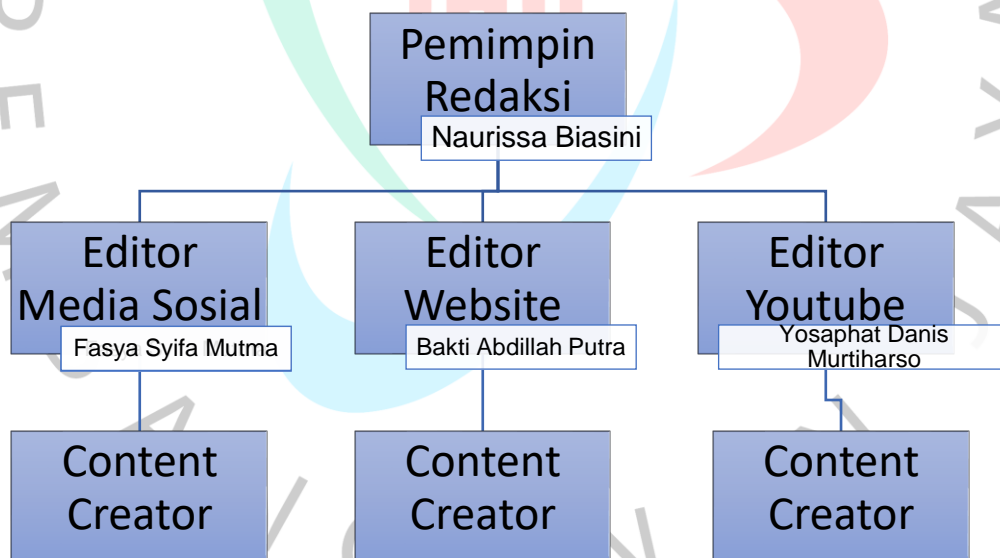 Pemimpin
Redaksi
Naurissa Biasini
Editor
Media Sosial
Fasya Syifa Mutma
Editor
Website
Bakti Abdillah Putra
Editor
Youtube
Yosaphat Danis
Murtiharso
Content
Creator
Content
Creator
Content
Creator